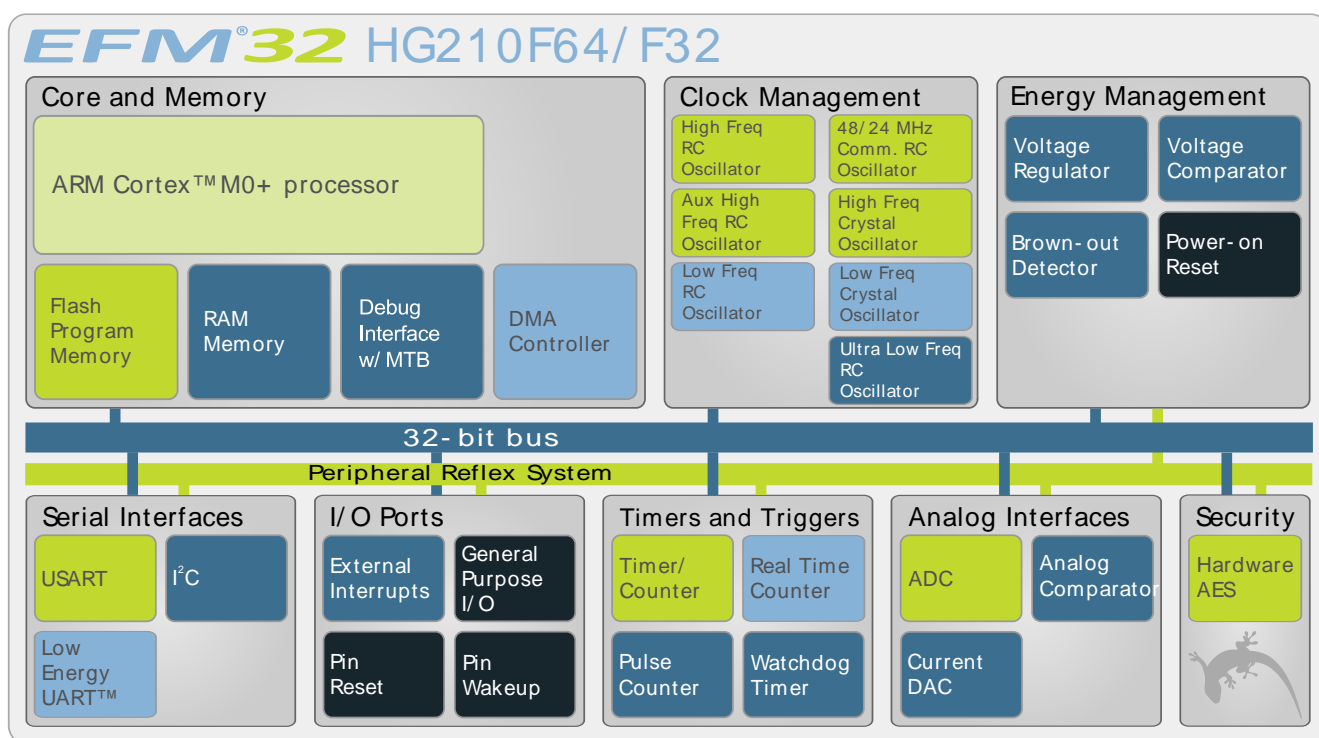 EFM®32 HG210F64/F32
Core and Memory
ARM Cortex™ M0+ processor
Flash
Program
Memory
RAM
Memory
Debug
Interface
w/ MTB
DMA
Controller
Clock Management
High Freq
RC
Oscillator
48/24 MHz
Comm. RC
Oscillator
Aux High
Freq RC
Oscillator
High Freq
Crystal
Oscillator
Low Freq
RC
Oscillator
Low Freq
Crystal
Oscillator
Ultra Low Freq
RC
Oscillator
Energy Management
Voltage
Regulator
Voltage
Comparator
Brown-out
Detector
Power-on
Reset
32-bit bus
Peripheral Reflex System
Serial Interfaces
USART
I²C
Low
Energy
UART™
I/O Ports
External
Interrupts
General
Purpose
I/O
Pin
Reset
Pin
Wakeup
Timers and Triggers
Timer/
Counter
Real Time
Counter
Pulse
Counter
Watchdog
Timer
Analog Interfaces
ADC
Analog
Comparator
Current
DAC
Security
Hardware
AES